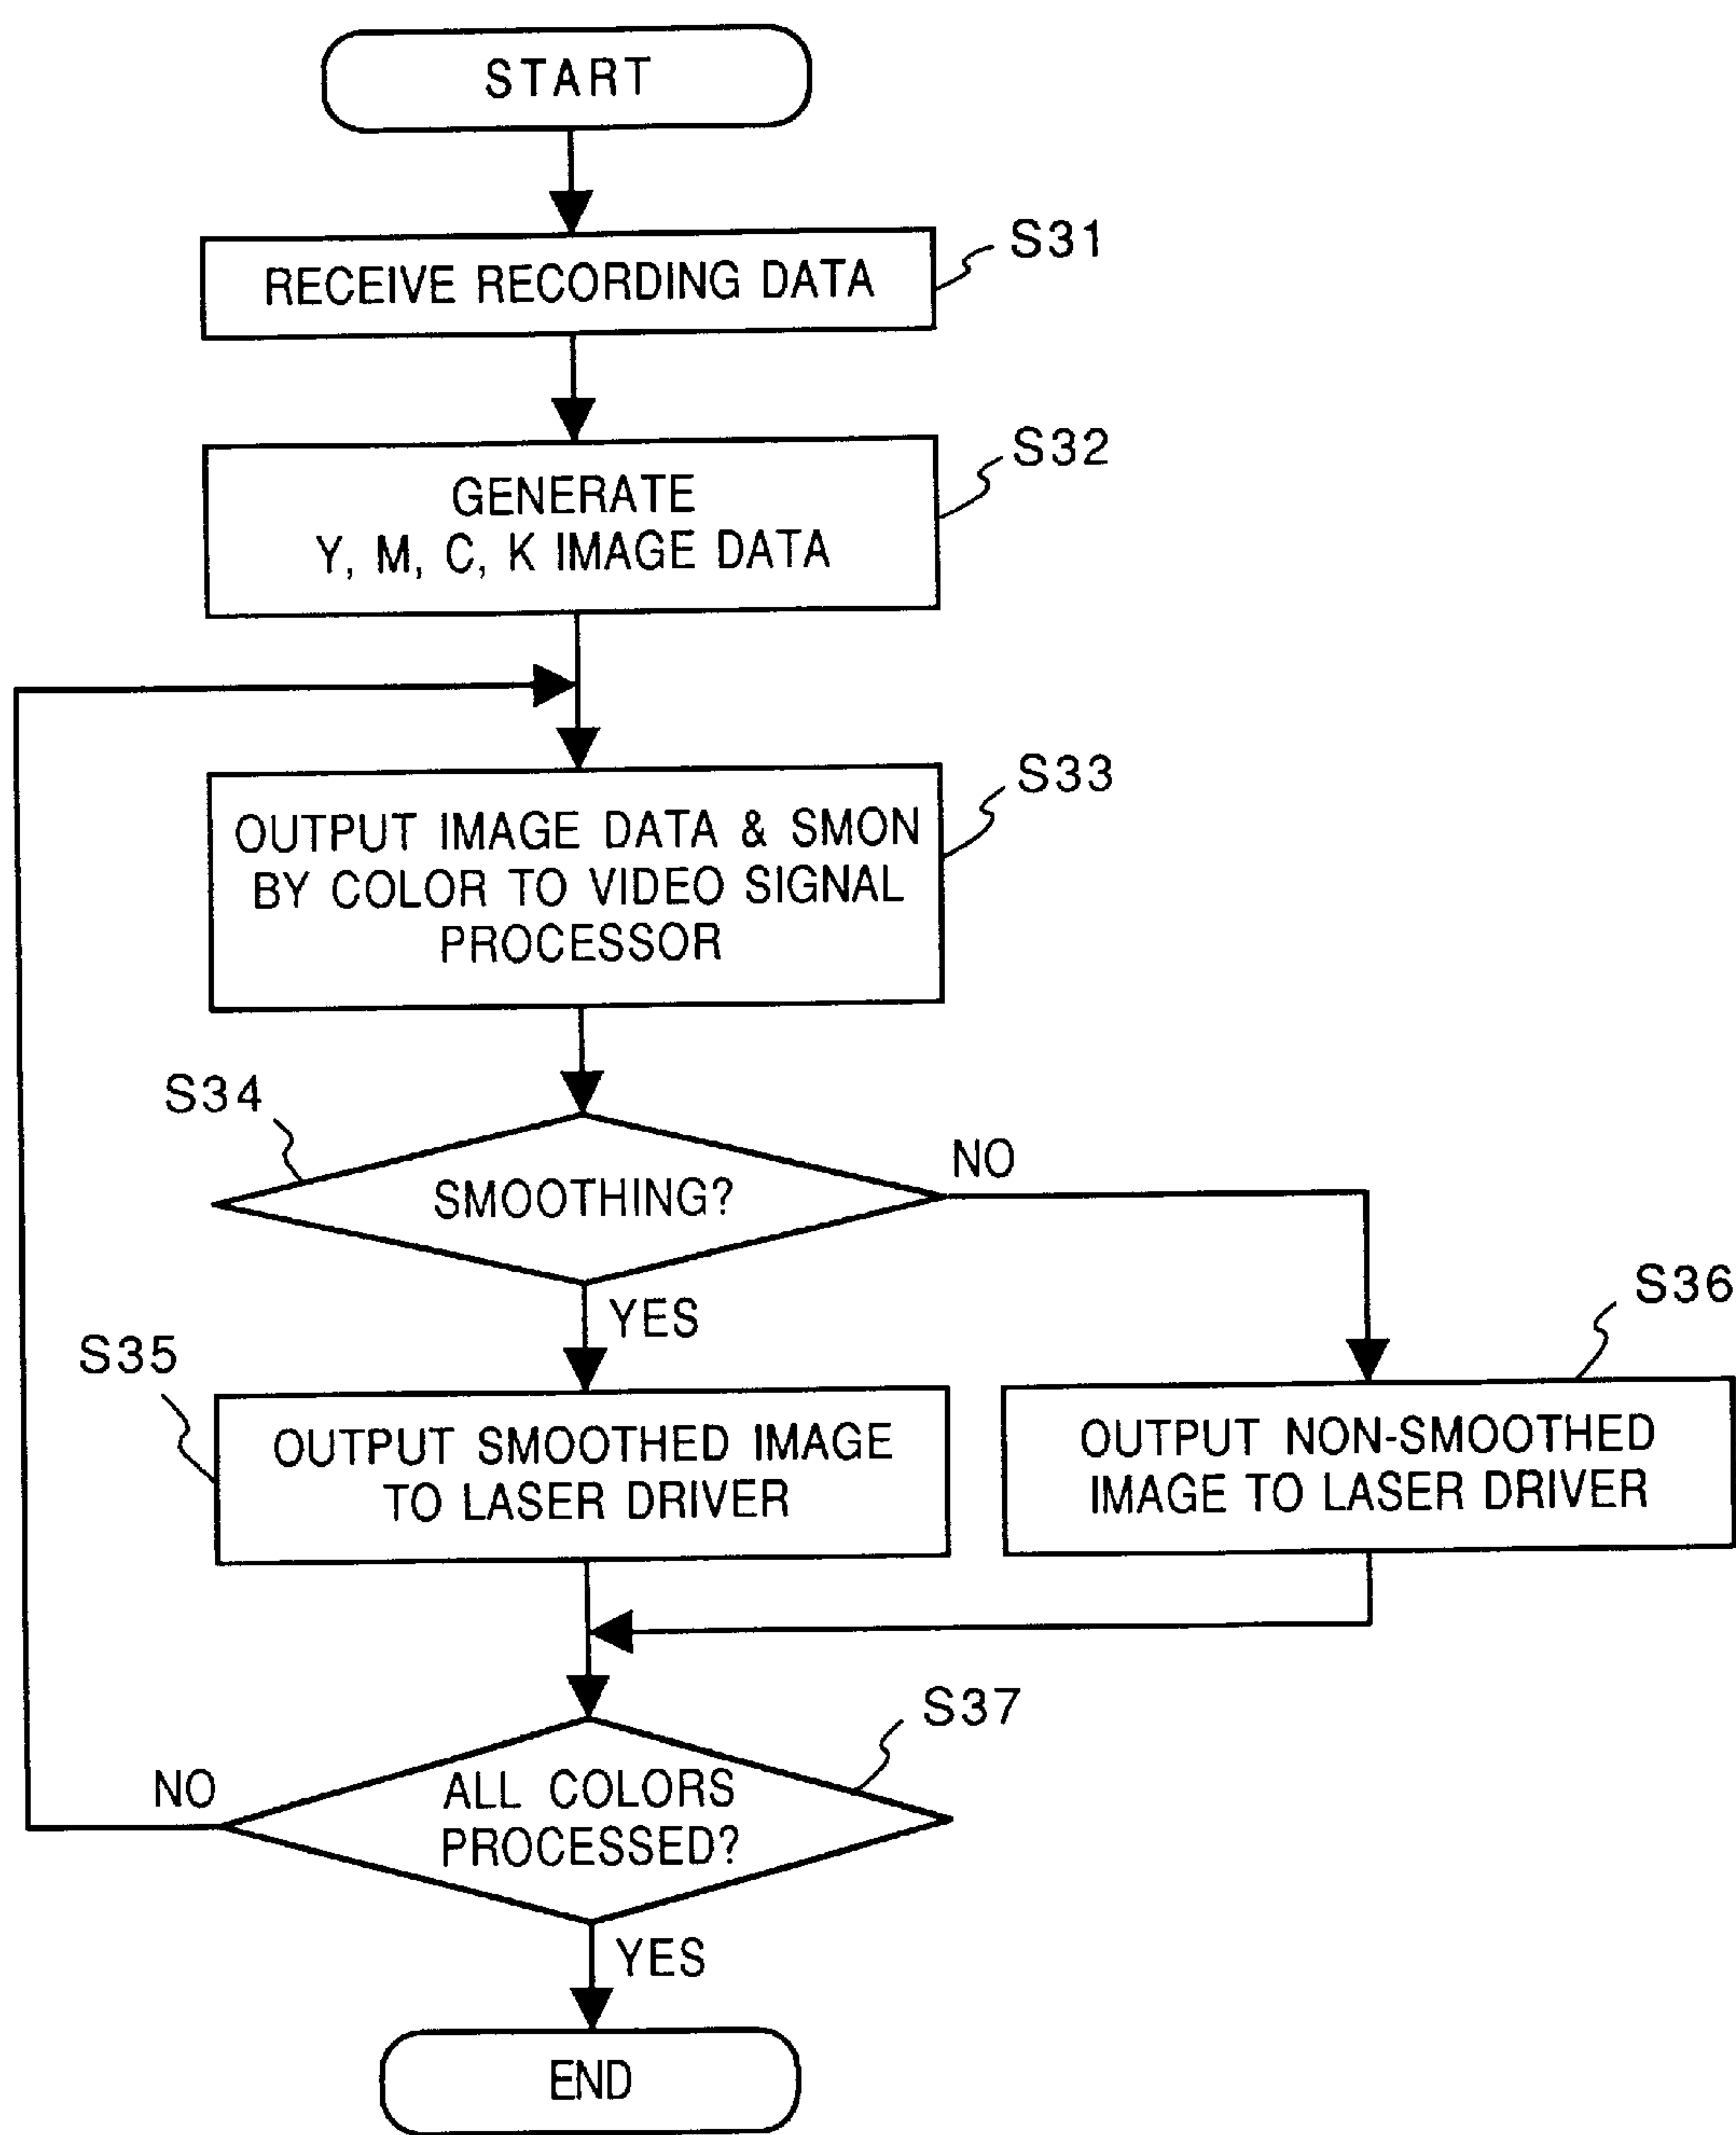 START
S31
RECEIVE RECORDING DATA
S32
GENERATE
Y, M, C, K IMAGE DATA
S33
OUTPUT IMAGE DATA & SMON
BY COLOR TO VIDEO SIGNAL
PROCESSOR
S34
SMOOTHING?
NO
YES
S35
OUTPUT SMOOTHED IMAGE
TO LASER DRIVER
S36
OUTPUT NON-SMOOTHED
IMAGE TO LASER DRIVER
S37
ALL COLORS
PROCESSED?
NO
YES
END